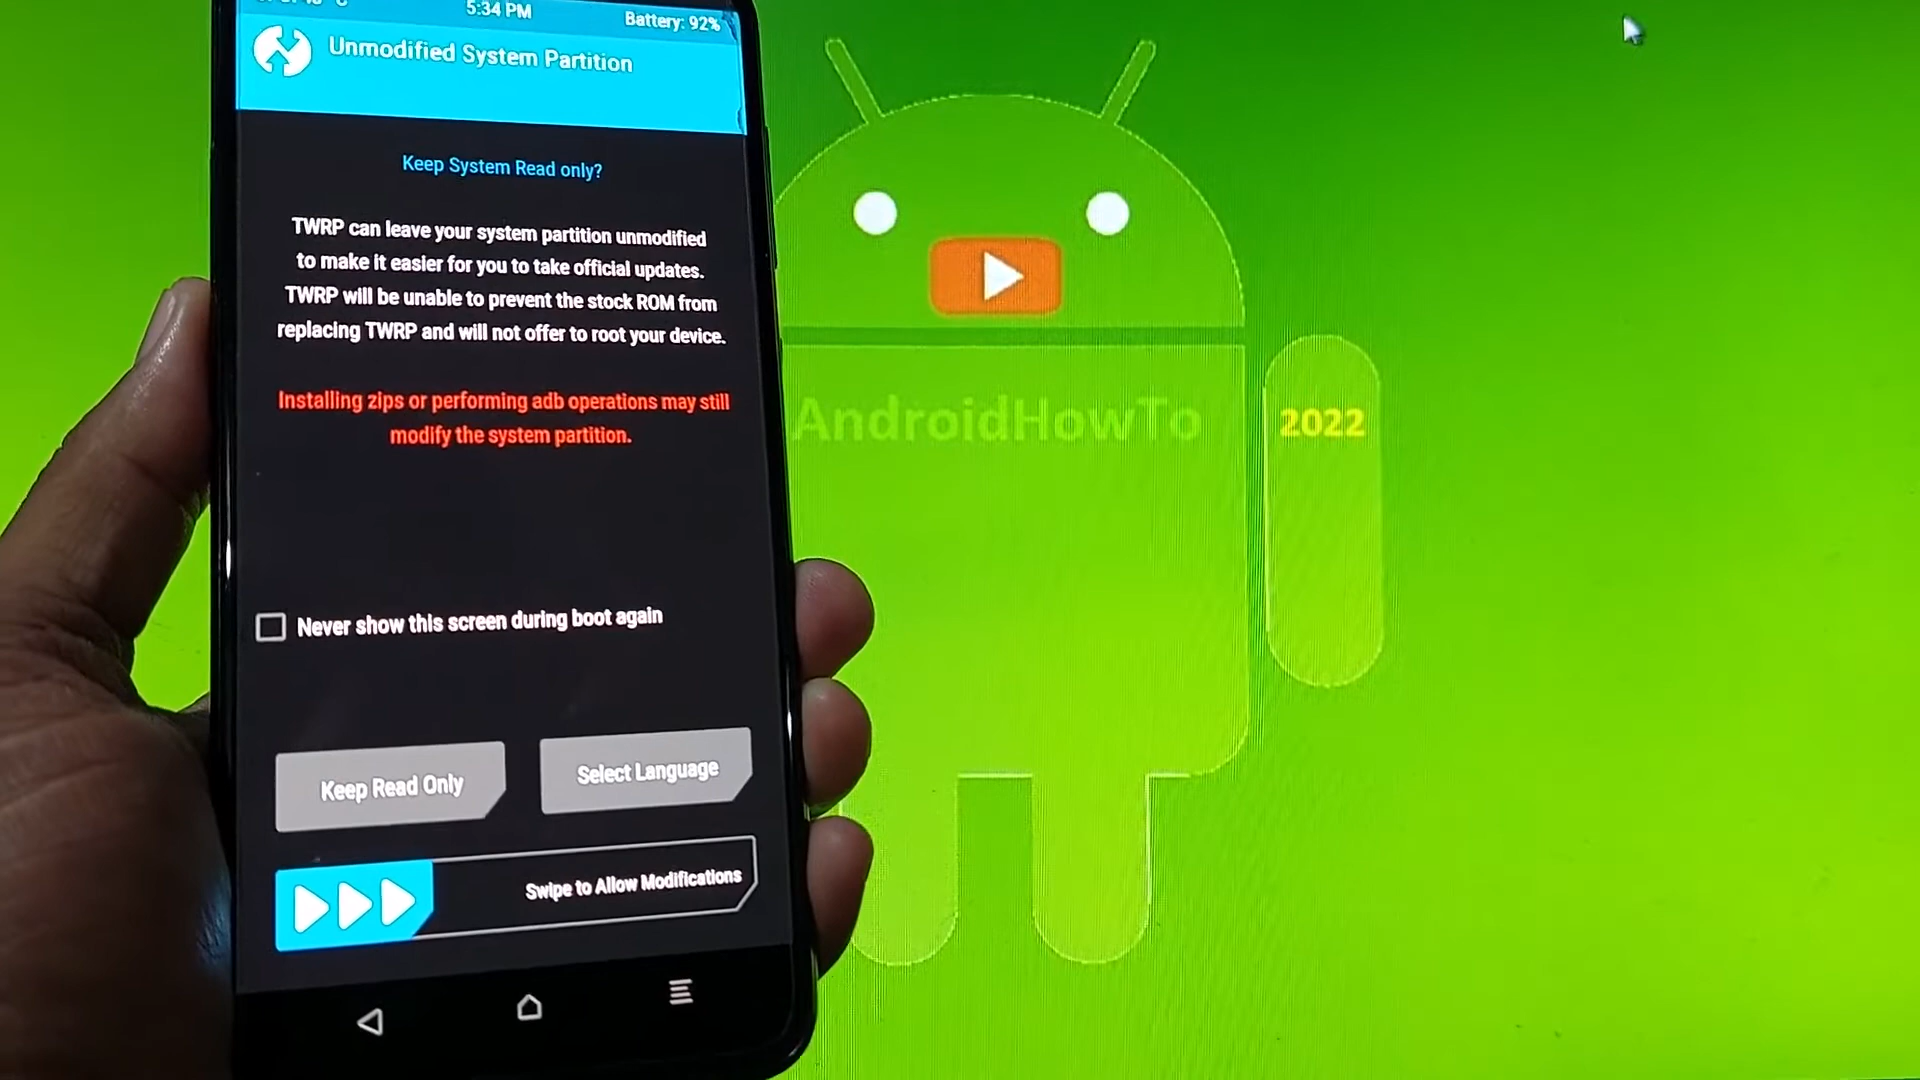 5:34 PM
Battery: 92%
Unmodified System Partition
Keep System Read only?
TWRP can leave your system partition unmodified
to make it easier for you to take official updates.
TWRP will be unable to prevent the stock ROM from
replacing TWRP and will not offer to root your device.
Installing zips or performing adb operations may still
modify the system partition.
Never show this screen during boot again
Keep Read Only
Select Language
Swipe to Allow Modifications
AndroidHowTo
2022